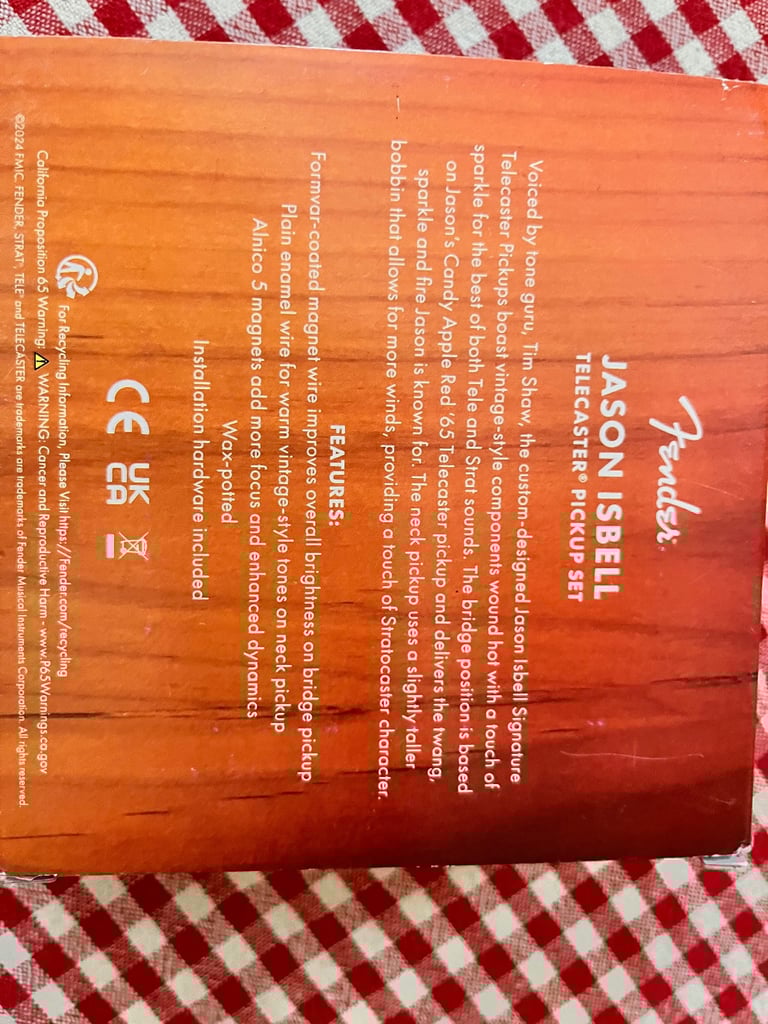 Fender
JASON ISBELL
TELECASTER® PICKUP SET
Voiced by tone guru, Tim Shaw, the custom-designed Jason Isbell Signature
Telecaster Pickups boast vintage-style components wound hot with a touch of
sparkle for the best of both Tele and Strat sounds. The bridge position is based
on Jason's Candy Apple Red '65 Telecaster pickup and delivers the twang,
sparkle and fire Jason is known for. The neck pickup uses a slightly taller
bobbin that allows for more winds, providing a touch of Stratocaster character.
FEATURES:
Formvar-coated magnet wire improves overall brightness on bridge pickup
Plain enamel wire for warm vintage-style tones on neck pickup
Alnico 5 magnets add more focus and enhanced dynamics
Wax-potted
Installation hardware included
CE UK CA
For Recycling Information, Please Visit https://Fender.com/recycling
California Proposition 65 Warning: ⚠ WARNING: Cancer and Reproductive Harm - www.P65Warnings.ca.gov
©2024 FMIC. FENDER, STRAT, TELE and TELECASTER are trademarks of Fender Musical Instruments Corporation. All rights reserved.